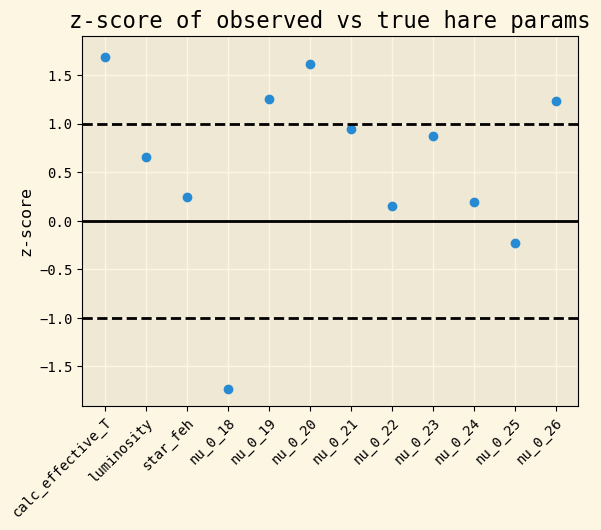 z-score of observed vs true hare params
z-score
1.5
1.0
0.5
0.0
−0.5
−1.0
−1.5
calc_effective_T
luminosity
star_feh
nu_0_18
nu_0_19
nu_0_20
nu_0_21
nu_0_22
nu_0_23
nu_0_24
nu_0_25
nu_0_26